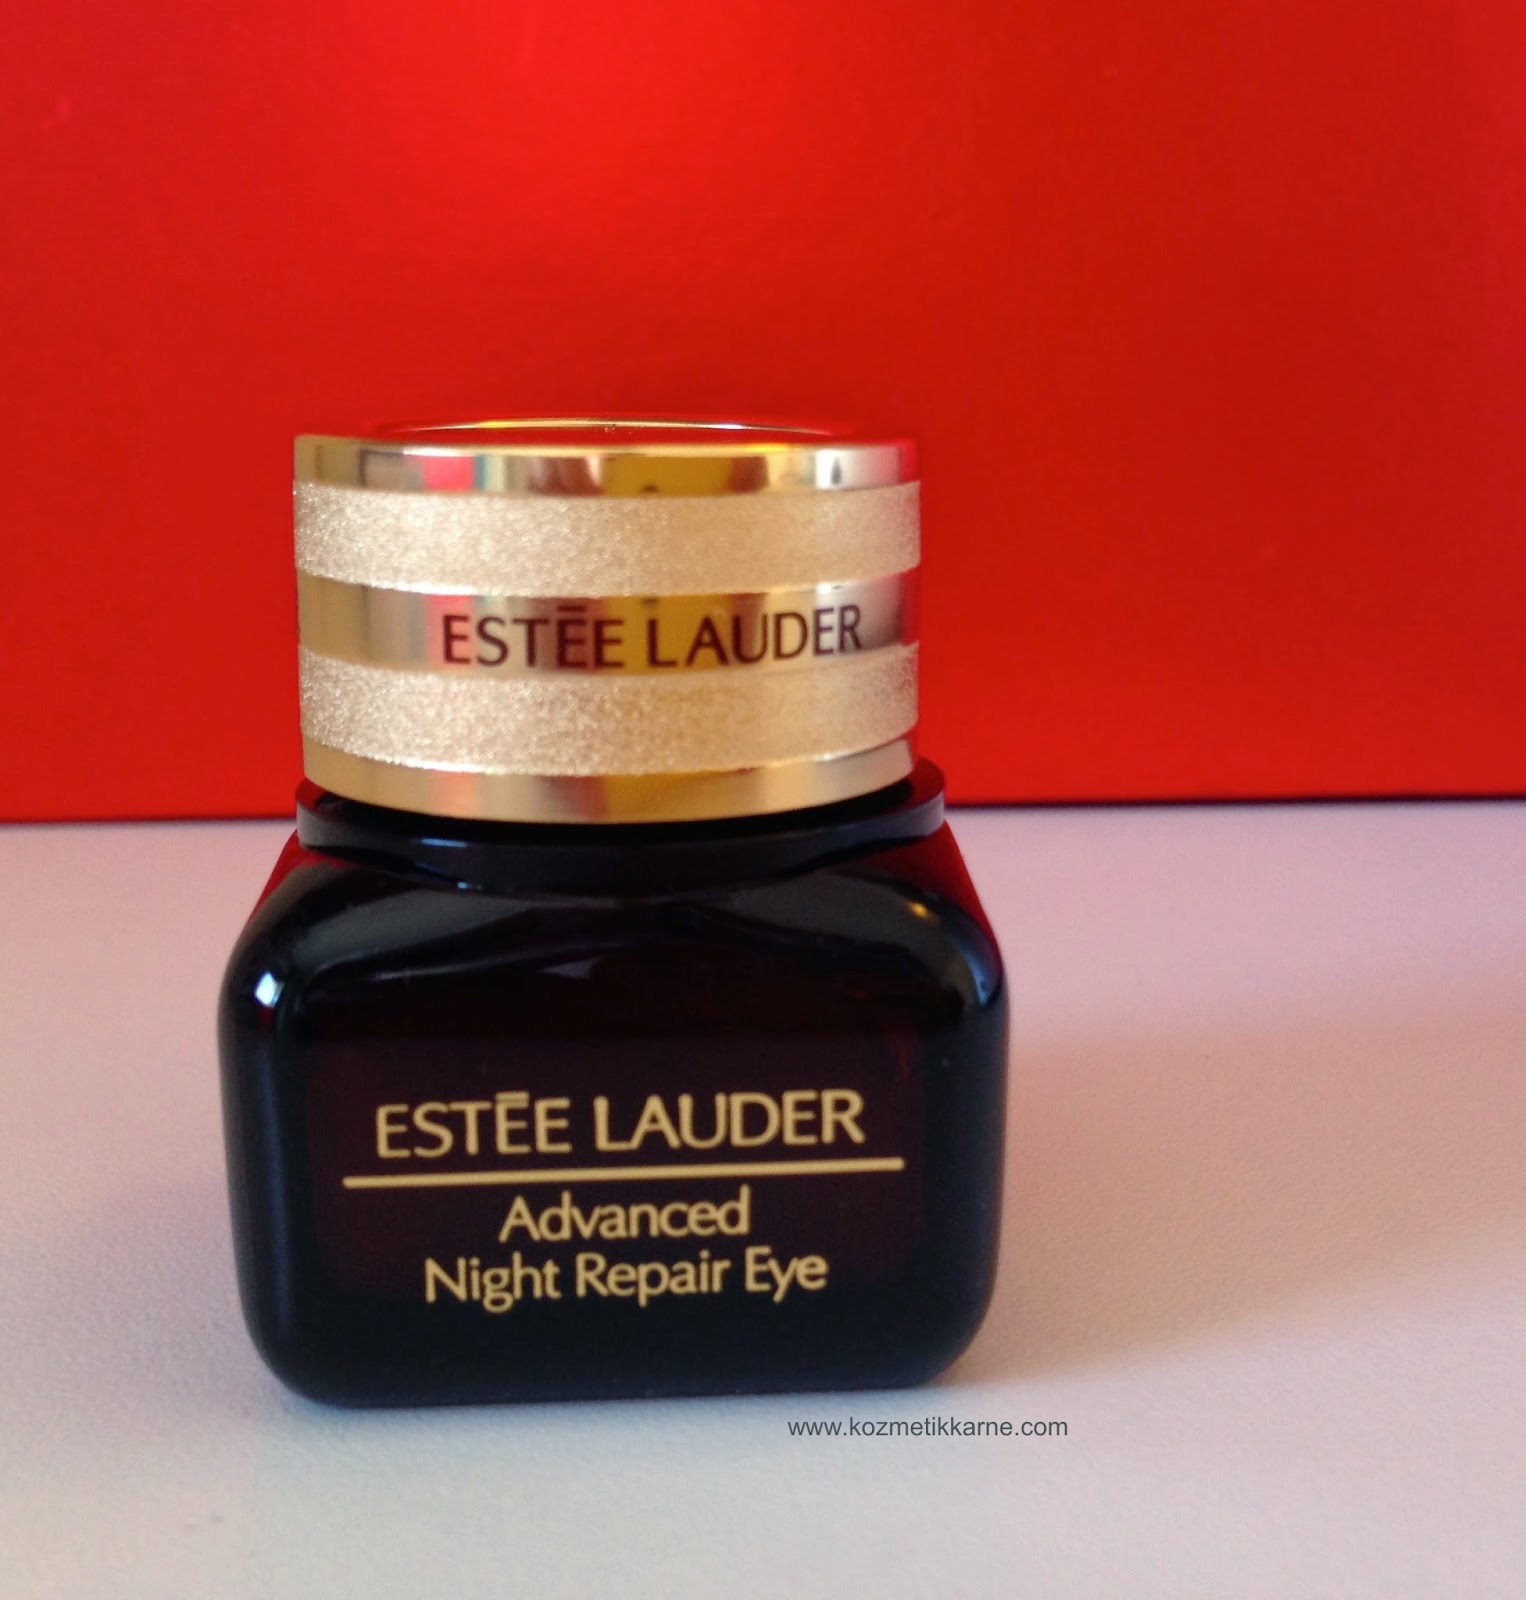 ESTĒE LAUDER
ESTĒE LAUDER
Advanced
Night Repair Eye
www.kozmetikkarne.com